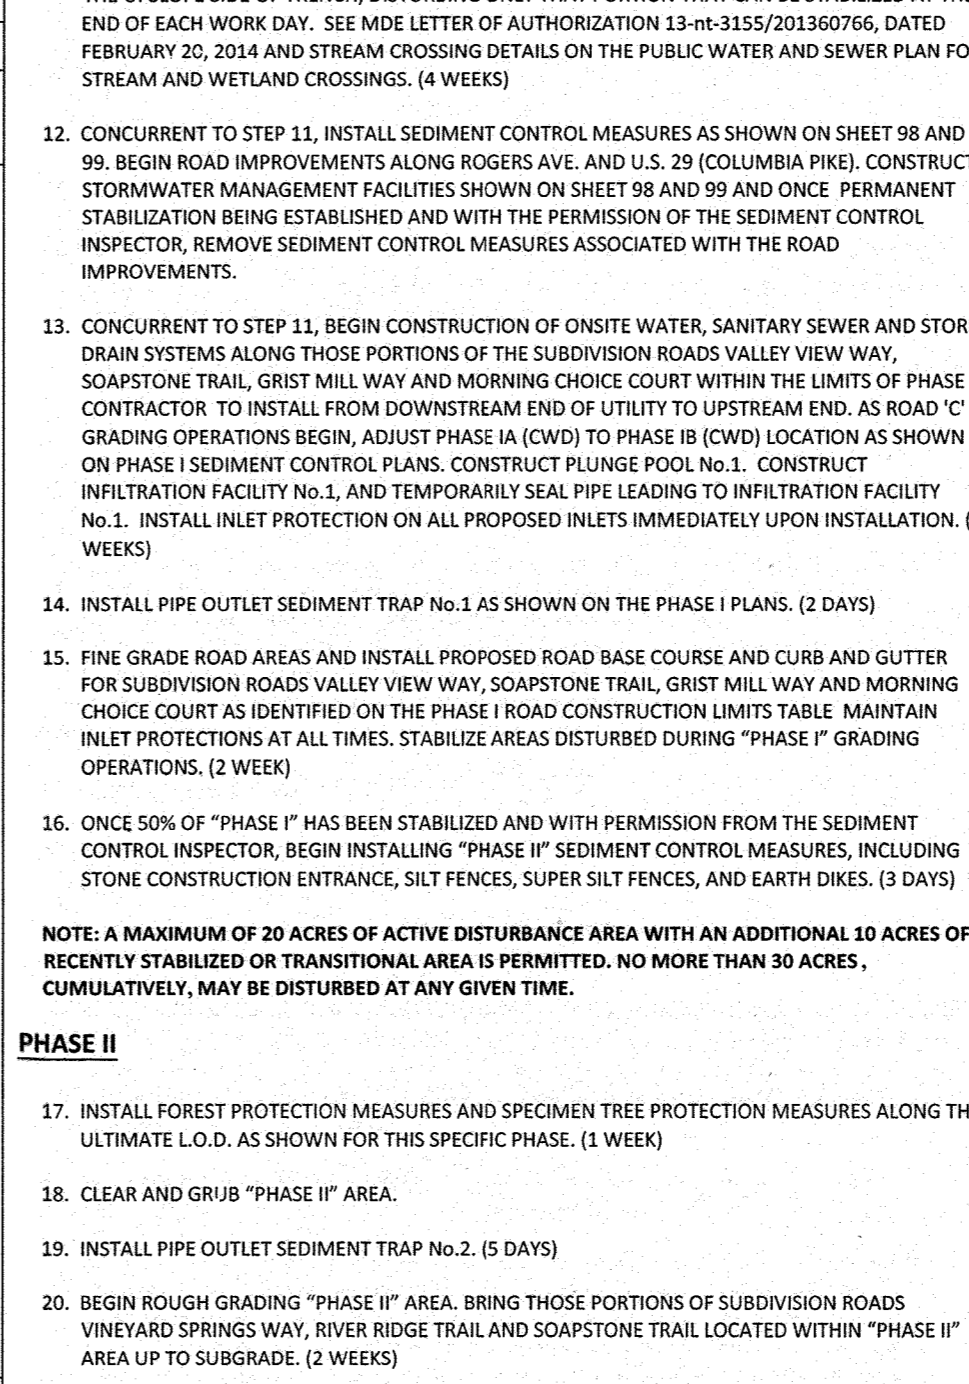 END OF EACH WORK DAY. SEE MDE LETTER OF AUTHORIZATION 13-nt-3155/201360766, DATED
FEBRUARY 20, 2014 AND STREAM CROSSING DETAILS ON THE PUBLIC WATER AND SEWER PLAN FO
STREAM AND WETLAND CROSSINGS. (4 WEEKS)
12. CONCURRENT TO STEP 11, INSTALL SEDIMENT CONTROL MEASURES AS SHOWN ON SHEET 98 AND
99. BEGIN ROAD IMPROVEMENTS ALONG ROGERS AVE. AND U.S. 29 (COLUMBIA PIKE). CONSTRUCT
STORMWATER MANAGEMENT FACILITIES SHOWN ON SHEET 98 AND 99 AND ONCE PERMANENT
STABILIZATION BEING ESTABLISHED AND WITH THE PERMISSION OF THE SEDIMENT CONTROL
INSPECTOR, REMOVE SEDIMENT CONTROL MEASURES ASSOCIATED WITH THE ROAD
IMPROVEMENTS.
13. CONCURRENT TO STEP 11, BEGIN CONSTRUCTION OF ONSITE WATER, SANITARY SEWER AND STOR
DRAIN SYSTEMS ALONG THOSE PORTIONS OF THE SUBDIVISION ROADS VALLEY VIEW WAY,
SOAPSTONE TRAIL, GRIST MILL WAY AND MORNING CHOICE COURT WITHIN THE LIMITS OF PHASE
CONTRACTOR TO INSTALL FROM DOWNSTREAM END OF UTILITY TO UPSTREAM END. AS ROAD 'C'
GRADING OPERATIONS BEGIN, ADJUST PHASE IA (CWD) TO PHASE IB (CWD) LOCATION AS SHOWN
ON PHASE I SEDIMENT CONTROL PLANS. CONSTRUCT PLUNGE POOL No.1. CONSTRUCT
INFILTRATION FACILITY No.1, AND TEMPORARILY SEAL PIPE LEADING TO INFILTRATION FACILITY
No.1. INSTALL INLET PROTECTION ON ALL PROPOSED INLETS IMMEDIATELY UPON INSTALLATION. (
WEEKS)
14. INSTALL PIPE OUTLET SEDIMENT TRAP No.1 AS SHOWN ON THE PHASE I PLANS. (2 DAYS)
15. FINE GRADE ROAD AREAS AND INSTALL PROPOSED ROAD BASE COURSE AND CURB AND GUTTER
FOR SUBDIVISION ROADS VALLEY VIEW WAY, SOAPSTONE TRAIL, GRIST MILL WAY AND MORNING
CHOICE COURT AS IDENTIFIED ON THE PHASE I ROAD CONSTRUCTION LIMITS TABLE MAINTAIN
INLET PROTECTIONS AT ALL TIMES. STABILIZE AREAS DISTURBED DURING “PHASE I” GRADING
OPERATIONS. (2 WEEK)
16. ONCE 50% OF “PHASE I” HAS BEEN STABILIZED AND WITH PERMISSION FROM THE SEDIMENT
CONTROL INSPECTOR, BEGIN INSTALLING “PHASE II” SEDIMENT CONTROL MEASURES, INCLUDING
STONE CONSTRUCTION ENTRANCE, SILT FENCES, SUPER SILT FENCES, AND EARTH DIKES. (3 DAYS)
NOTE: A MAXIMUM OF 20 ACRES OF ACTIVE DISTURBANCE AREA WITH AN ADDITIONAL 10 ACRES OF
RECENTLY STABILIZED OR TRANSITIONAL AREA IS PERMITTED. NO MORE THAN 30 ACRES,
CUMULATIVELY, MAY BE DISTURBED AT ANY GIVEN TIME.
PHASE II
17. INSTALL FOREST PROTECTION MEASURES AND SPECIMEN TREE PROTECTION MEASURES ALONG TH
ULTIMATE L.O.D. AS SHOWN FOR THIS SPECIFIC PHASE. (1 WEEK)
18. CLEAR AND GRUB “PHASE II” AREA.
19. INSTALL PIPE OUTLET SEDIMENT TRAP No.2. (5 DAYS)
20. BEGIN ROUGH GRADING “PHASE II” AREA. BRING THOSE PORTIONS OF SUBDIVISION ROADS
VINEYARD SPRINGS WAY, RIVER RIDGE TRAIL AND SOAPSTONE TRAIL LOCATED WITHIN “PHASE II”
AREA UP TO SUBGRADE. (2 WEEKS)